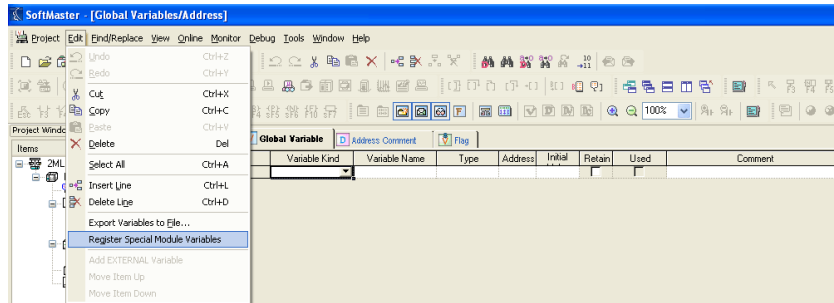 SoftMaster - [Global Variables/Address]
Project Edit Find/Replace View Online Monitor Debug Tools Window Help
Undo Ctrl+Z
Redo Ctrl+Y
Cut Ctrl+X
Copy Ctrl+C
Paste Ctrl+V
Delete Del
Select All Ctrl+A
Insert Line Ctrl+L
Delete Line Ctrl+D
Export Variables to File...
Register Special Module Variables
Add EXTERNAL Variable
Move Item Up
Move Item Down
100%
Project Windo
Items
2ML
Global Variable Address Comment Flag
Variable Kind Variable Name Type Address Initial Retain Used Comment